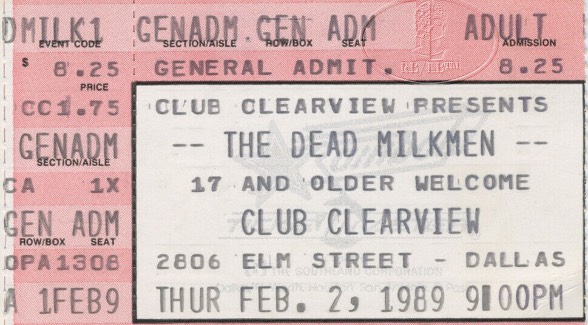 DMILK1 GENADM GEN ADM ADULT
EVENT CODE SECTION/AISLE ROW/BOX SEAT ADMISSION
$ 8.25 GENERAL ADMIT. 8.25
PRICE
CC1.75 CLUB CLEARVIEW PRESENTS
GENADM -- THE DEAD MILKMEN --
SECTION/AISLE
CA 1X 17 AND OLDER WELCOME
GEN ADM CLUB CLEARVIEW
ROW/BOX SEAT
OPA1308 2806 ELM STREET - DALLAS
A 1FEB9 THUR FEB. 2, 1989 9:00PM